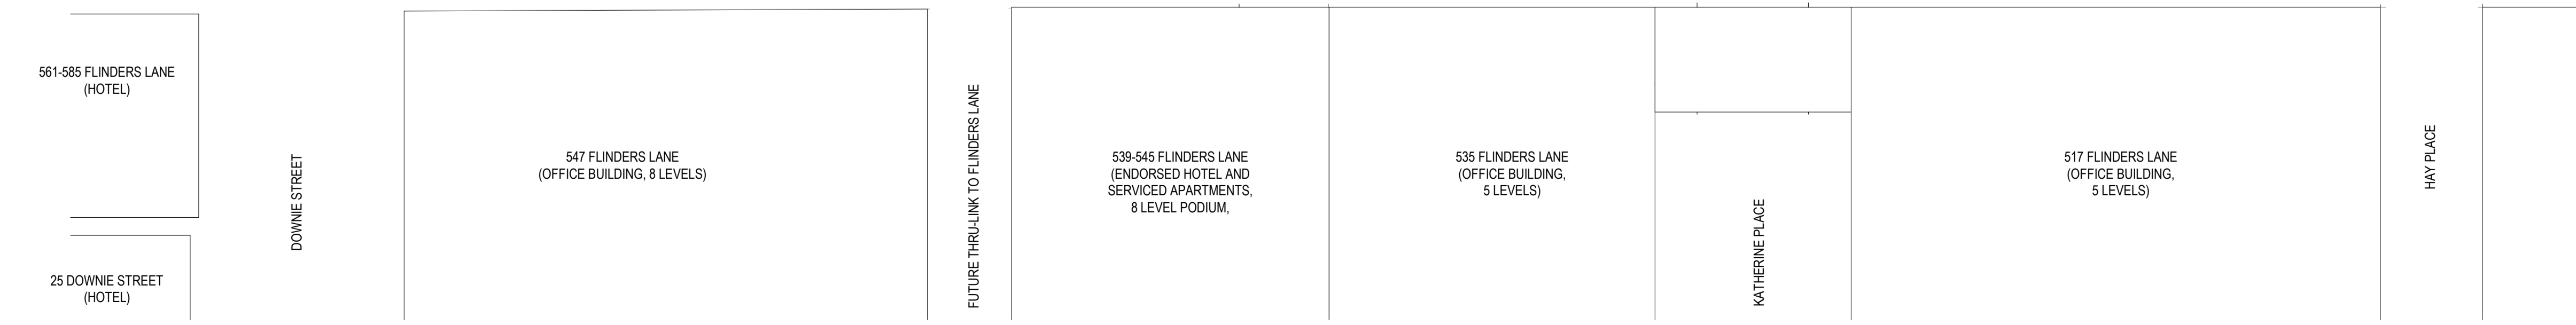 561-585 FLINDERS LANE
(HOTEL)
25 DOWNIE STREET
(HOTEL)
DOWNIE STREET
547 FLINDERS LANE
(OFFICE BUILDING, 8 LEVELS)
FUTURE THRU-LINK TO FLINDERS LANE
539-545 FLINDERS LANE
(ENDORSED HOTEL AND
SERVICED APARTMENTS,
8 LEVEL PODIUM,
535 FLINDERS LANE
(OFFICE BUILDING,
5 LEVELS)
KATHERINE PLACE
517 FLINDERS LANE
(OFFICE BUILDING,
5 LEVELS)
HAY PLACE